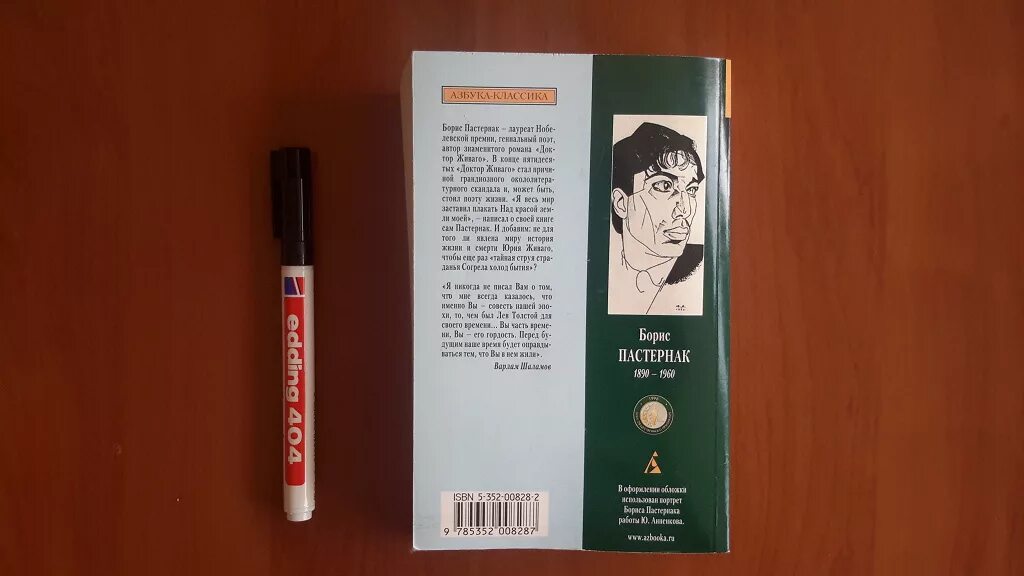 edding 404
АЗБУКА-КЛАССИКА
Борис Пастернак – лауреат Нобе-
левской премии, гениальный поэт,
автор знаменитого романа «Док-
тор Живаго». В конце пятидеся-
тых «Доктор Живаго» стал причи-
ной грандиозного окололитера-
турного скандала и, может быть,
стоил поэту жизни. «Я весь мир
заставил плакать Над красой зем-
ли моей», – написал о своей книге
сам Пастернак. И добавим: не для
того ли явлена миру история
жизни и смерти Юрия Живаго,
чтобы еще раз «тайная струя стра-
данья Согрела холод бытия»?
«Я никогда не писал Вам о том,
что мне всегда казалось, что
именно Вы – совесть нашей эпо-
хи, то, чем был Лев Толстой для
своего времени... Вы часть време-
ни, Вы – его гордость. Перед бу-
дущим наше время будет оправды-
ваться тем, что Вы в нем жили».
Варлам Шаламов
ISBN 5-352-00828-2
9 785352 008287
Борис
ПАСТЕРНАК
1890 – 1960
В оформлении обложки
использован портрет
Бориса Пастернака
работы Ю. Анненкова.
www.azbooka.ru